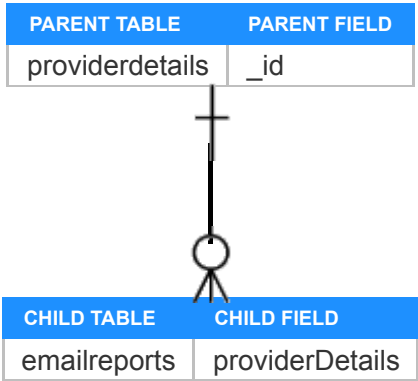 PARENT TABLE PARENT FIELD
providerdetails _id
CHILD TABLE CHILD FIELD
emailreports providerDetails